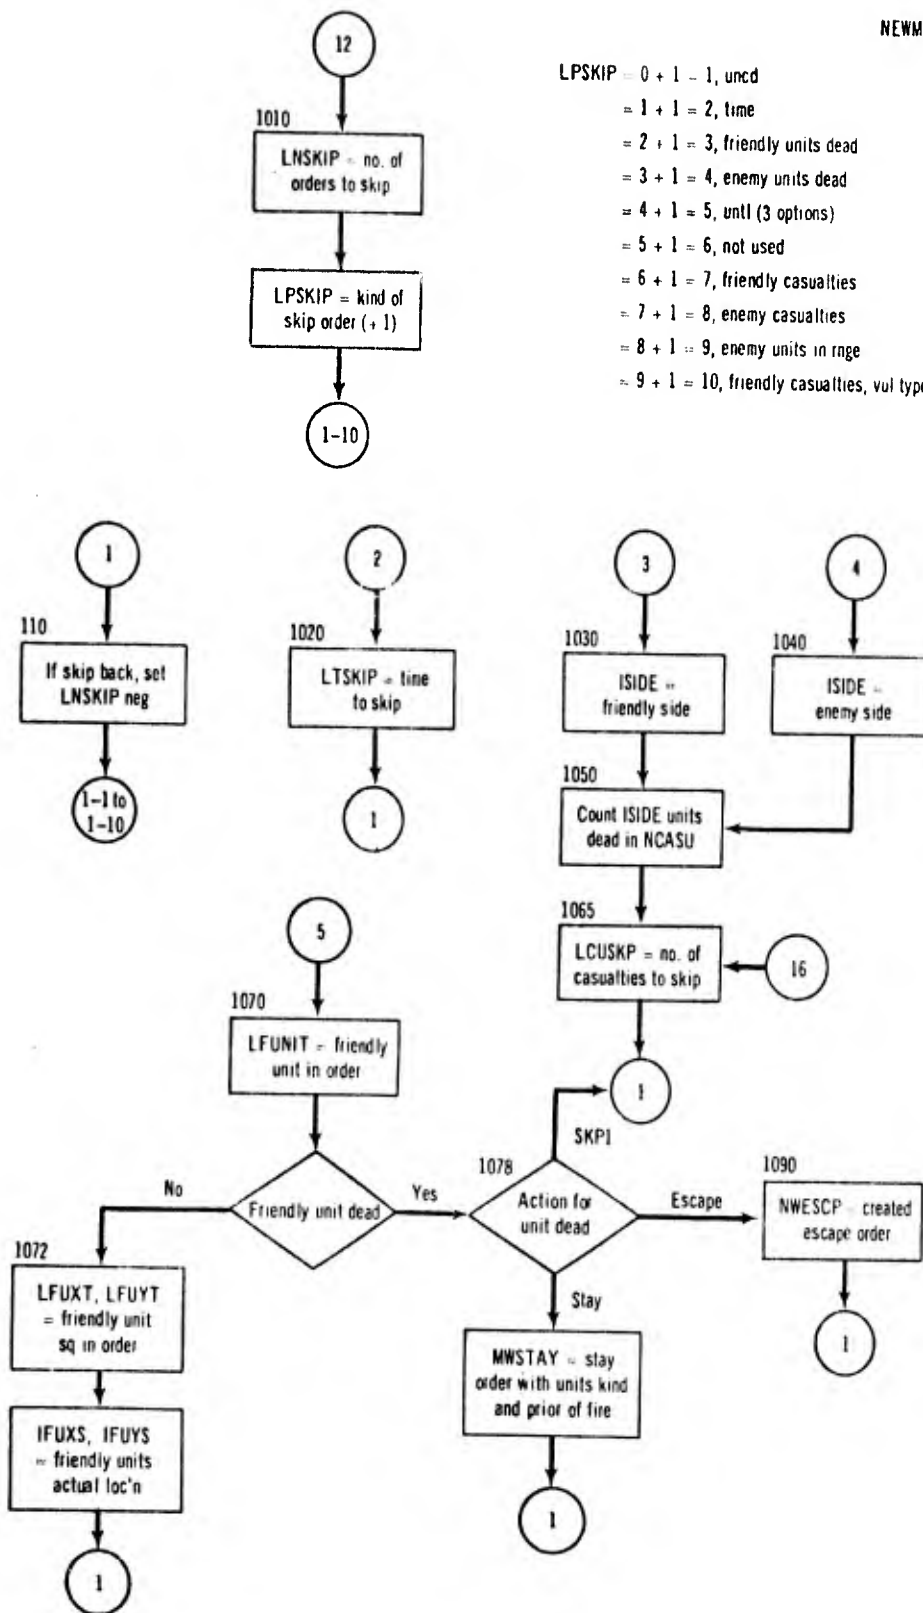 NEWM
12
LPSKIP = 0 + 1 - 1, uncd
= 1 + 1 = 2, time
= 2 + 1 = 3, friendly units dead
= 3 + 1 = 4, enemy units dead
= 4 + 1 = 5, untl (3 options)
= 5 + 1 = 6, not used
= 6 + 1 = 7, friendly casualties
= 7 + 1 = 8, enemy casualties
= 8 + 1 = 9, enemy units in rnge
= 9 + 1 = 10, friendly casualties, vul type
1010
LNSKIP = no. of
orders to skip
LPSKIP = kind of
skip order (+ 1)
1-10
1
110
If skip back, set
LNSKIP neg
1-1 to
1-10
2
1020
LTSKIP = time
to skip
1
3
1030
ISIDE =
friendly side
4
1040
ISIDE =
enemy side
1050
Count ISIDE units
dead in NCASU
1065
LCUSKP = no. of
casualties to skip
16
1
5
1070
LFUNIT = friendly
unit in order
Friendly unit dead
No
Yes
1072
LFUXT, LFUYT
= friendly unit
sq in order
IFUXS, IFUYS
= friendly units
actual loc'n
1
1078
Action for
unit dead
SKP1
Escape
Stay
1090
NWESCP = created
escape order
1
MWSTAY = stay
order with units kind
and prior of fire
1